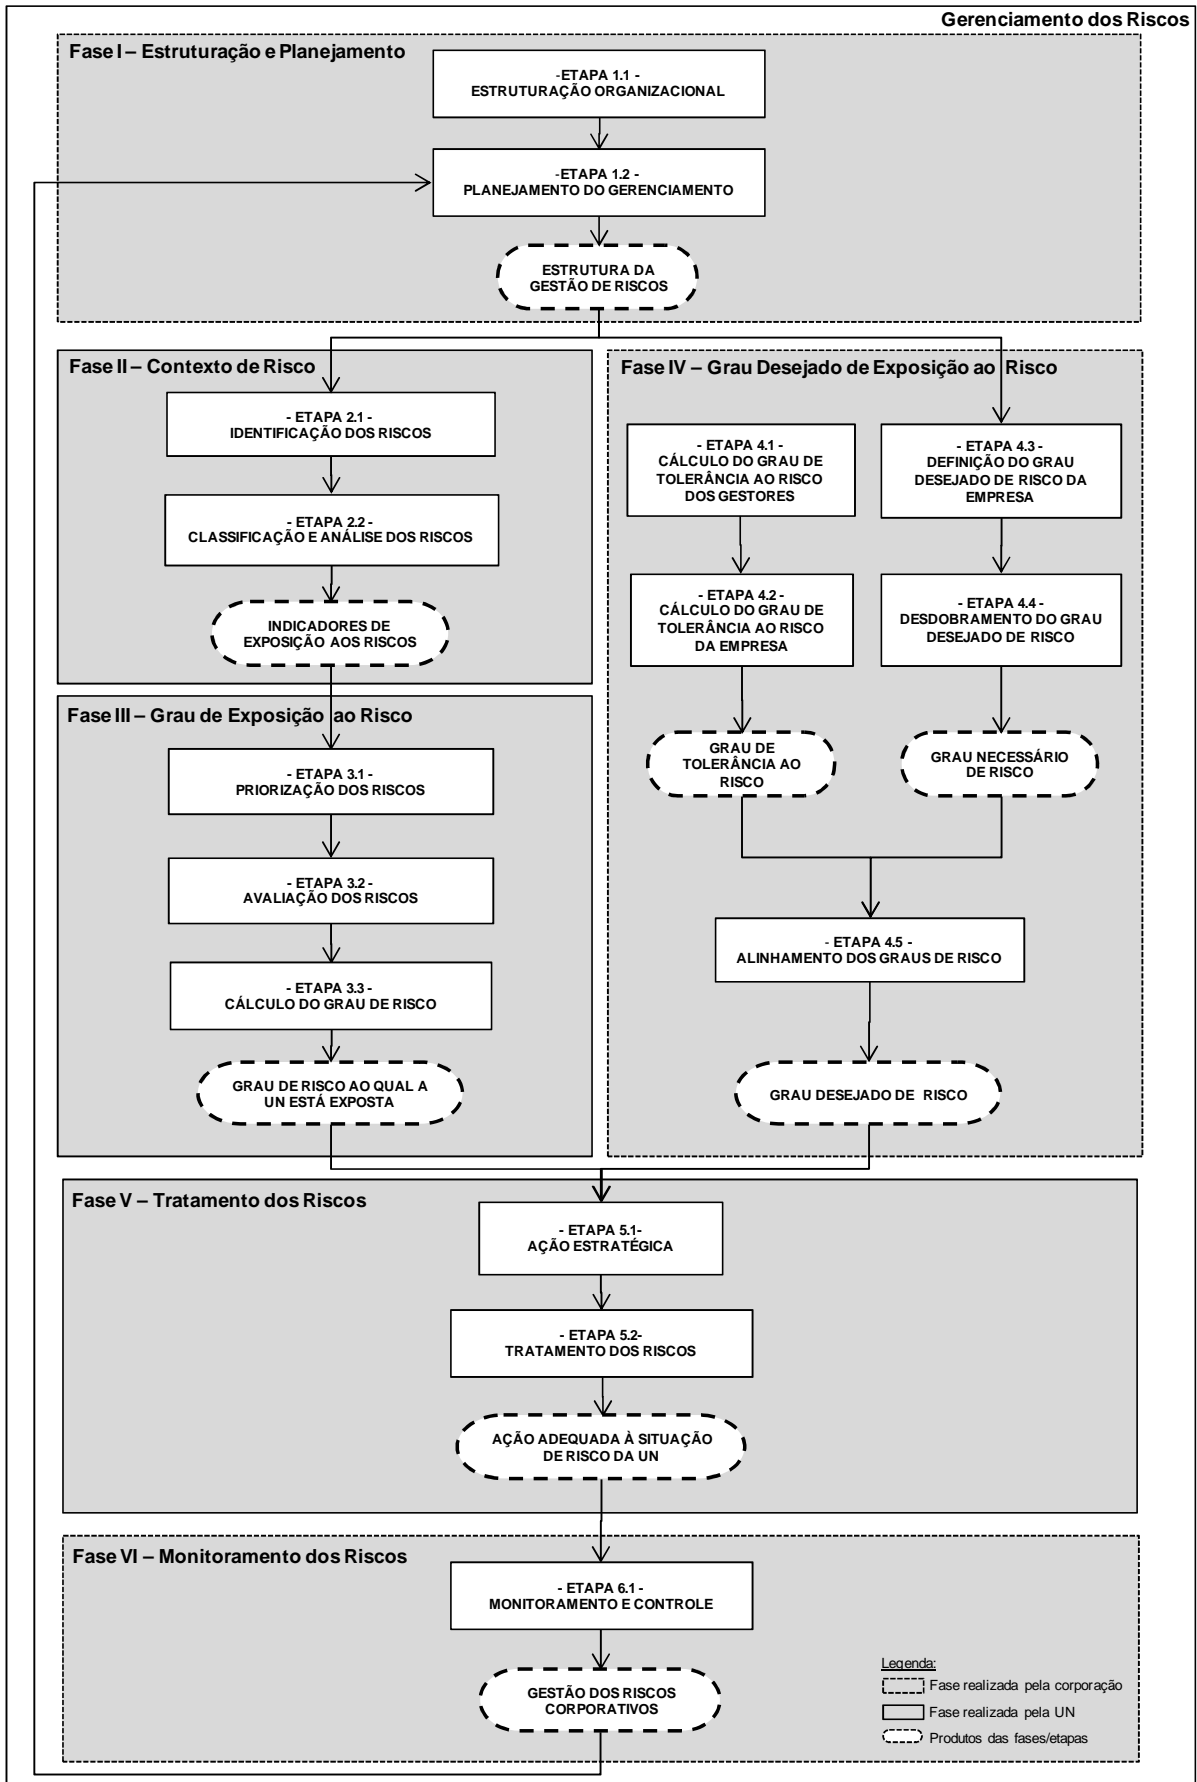 Gerenciamento dos Riscos
Fase I – Estruturação e Planejamento
-ETAPA 1.1 -
ESTRUTURAÇÃO ORGANIZACIONAL
-ETAPA 1.2 -
PLANEJAMENTO DO GERENCIAMENTO
ESTRUTURA DA
GESTÃO DE RISCOS
Fase II – Contexto de Risco
- ETAPA 2.1 -
IDENTIFICAÇÃO DOS RISCOS
- ETAPA 2.2 -
CLASSIFICAÇÃO E ANÁLISE DOS RISCOS
INDICADORES DE
EXPOSIÇÃO AOS RISCOS
Fase III – Grau de Exposição ao Risco
- ETAPA 3.1 -
PRIORIZAÇÃO DOS RISCOS
- ETAPA 3.2 -
AVALIAÇÃO DOS RISCOS
- ETAPA 3.3 -
CÁLCULO DO GRAU DE RISCO
GRAU DE RISCO AO QUAL A
UN ESTÁ EXPOSTA
Fase IV – Grau Desejado de Exposição ao Risco
- ETAPA 4.1 -
CÁLCULO DO GRAU DE
TOLERÂNCIA AO RISCO
DOS GESTORES
- ETAPA 4.2 -
CÁLCULO DO GRAU DE
TOLERÂNCIA AO RISCO
DA EMPRESA
GRAU DE
TOLERÂNCIA AO
RISCO
- ETAPA 4.3 -
DEFINIÇÃO DO GRAU
DESEJADO DE RISCO DA
EMPRESA
- ETAPA 4.4 -
DESDOBRAMENTO DO GRAU
DESEJADO DE RISCO
GRAU NECESSÁRIO
DE RISCO
- ETAPA 4.5 -
ALINHAMENTO DOS GRAUS DE RISCO
GRAU DESEJADO DE RISCO
Fase V – Tratamento dos Riscos
- ETAPA 5.1-
AÇÃO ESTRATÉGICA
- ETAPA 5.2-
TRATAMENTO DOS RISCOS
AÇÃO ADEQUADA À SITUAÇÃO
DE RISCO DA UN
Fase VI – Monitoramento dos Riscos
- ETAPA 6.1 -
MONITORAMENTO E CONTROLE
GESTÃO DOS RISCOS
CORPORATIVOS
Legenda:
Fase realizada pela corporação
Fase realizada pela UN
Produtos das fases/etapas